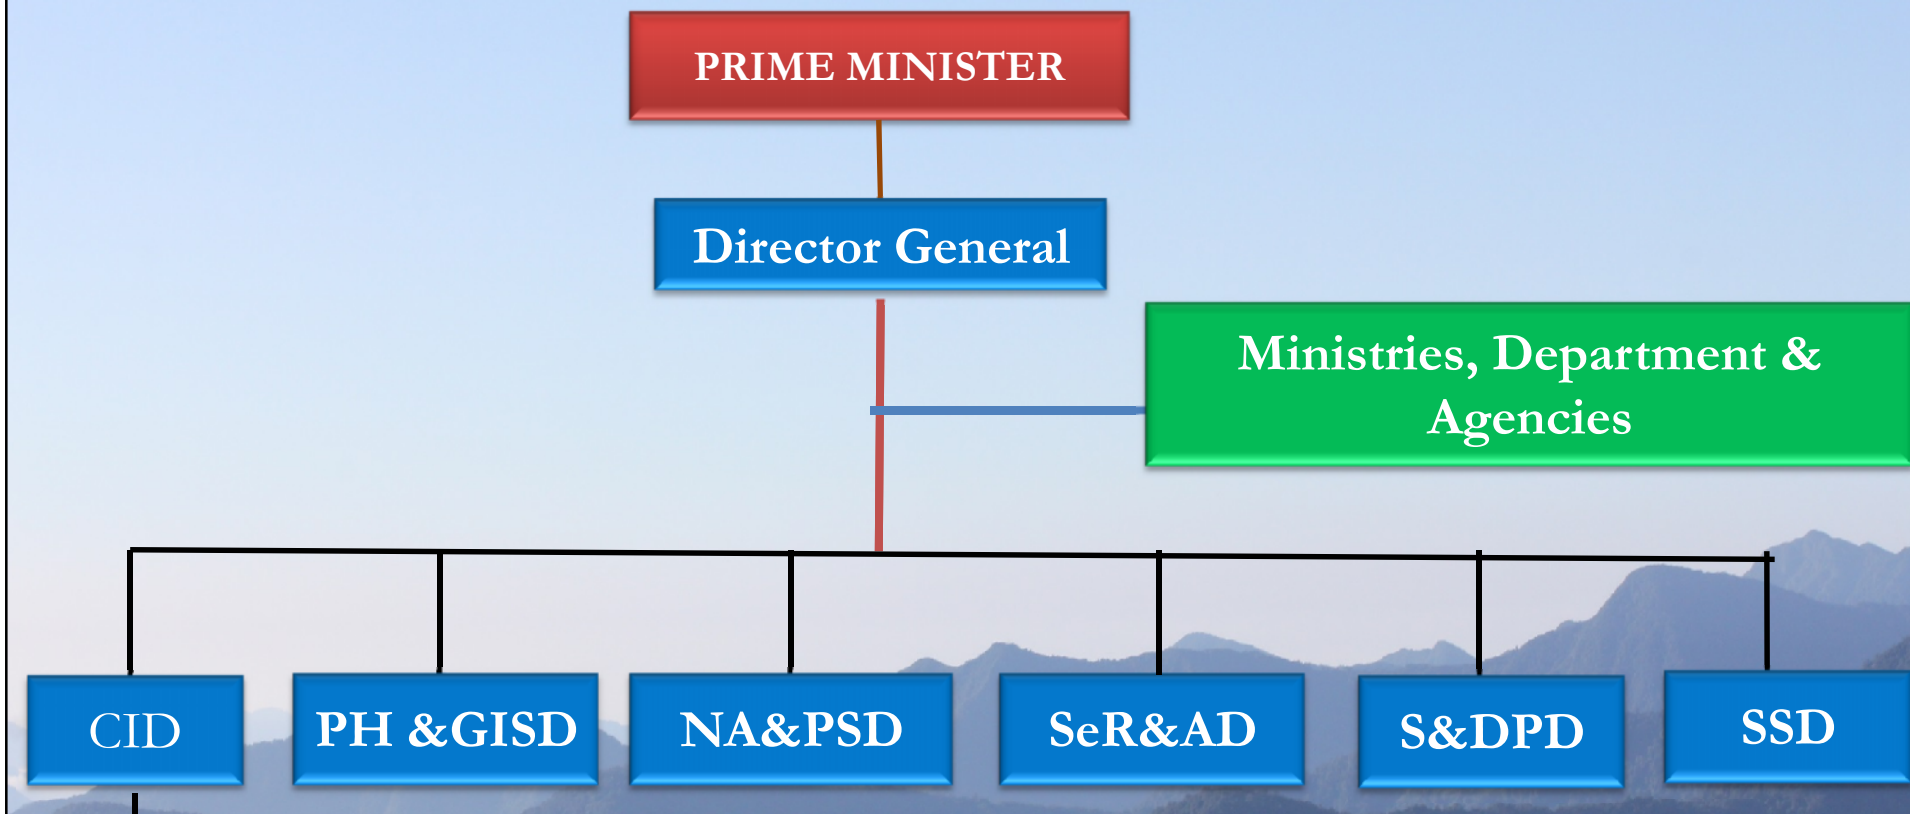 PRIME MINISTER
Director General
Ministries, Department &
Agencies
CID
PH &GISD
NA&PSD
SeR&AD
S&DPD
SSD